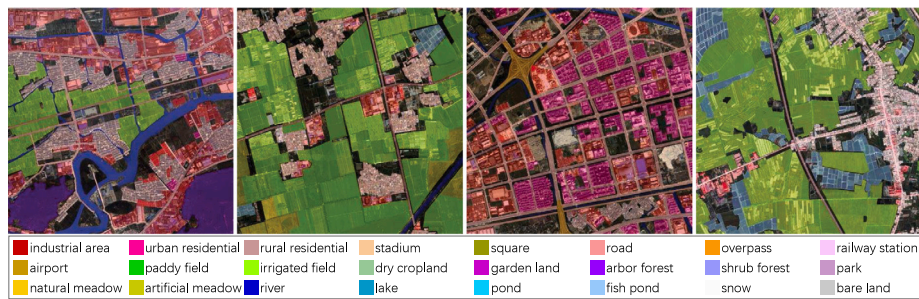 industrial area urban residential rural residential stadium square road overpass railway station
airport paddy field irrigated field dry cropland garden land arbor forest shrub forest park
natural meadow artificial meadow river lake pond fish pond snow bare land